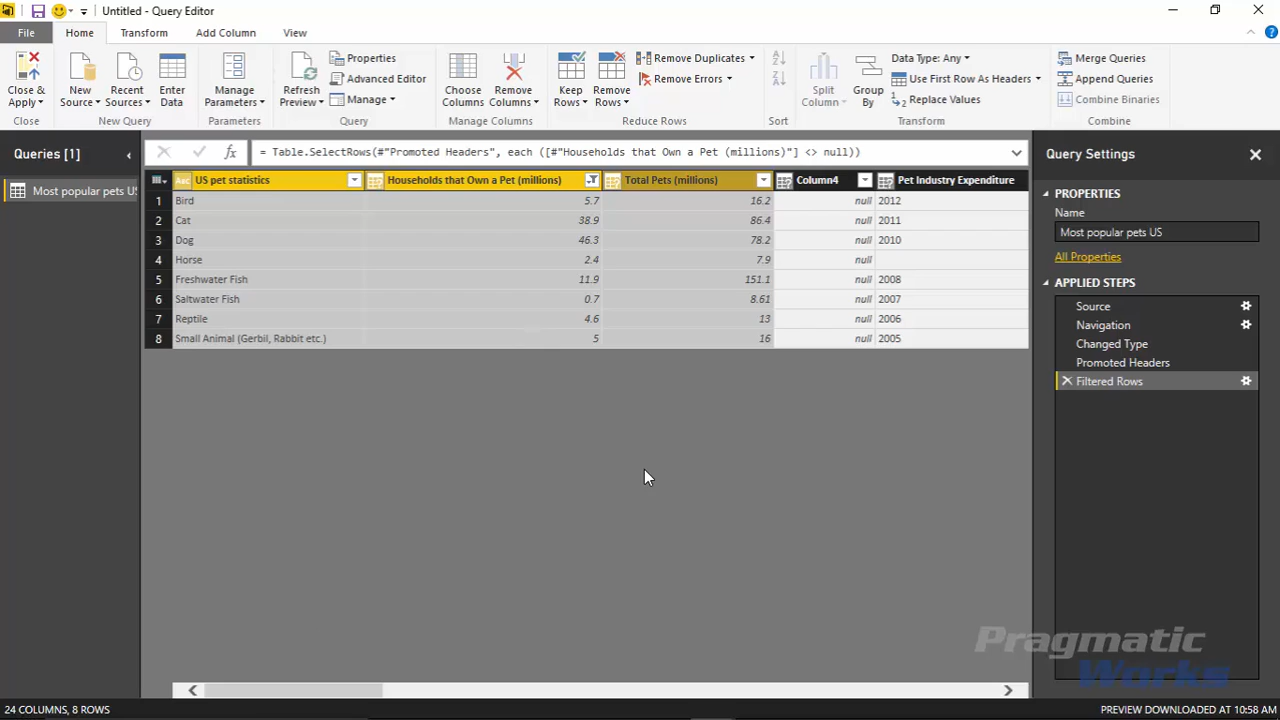 Untitled - Query Editor
File
Home
Transform
Add Column
View
Close & Apply
New Source
Recent Sources
Enter Data
Manage Parameters
Refresh Preview
Properties
Advanced Editor
Manage
Choose Columns
Remove Columns
Keep Rows
Remove Rows
Remove Duplicates
Remove Errors
Split Column
Group By
Data Type: Any
Use First Row As Headers
Replace Values
Merge Queries
Append Queries
Combine Binaries
Close
New Query
Parameters
Query
Manage Columns
Reduce Rows
Sort
Transform
Combine
Queries [1]
Most popular pets US
= Table.SelectRows(#"Promoted Headers", each ([#"Households that Own a Pet (millions)"] <> null))
US pet statistics Households that Own a Pet (millions) Total Pets (millions) Column4 Pet Industry Expenditure
1 Bird 5.7 16.2 null 2012
2 Cat 38.9 86.4 null 2011
3 Dog 46.3 78.2 null 2010
4 Horse 2.4 7.9 null
5 Freshwater Fish 11.9 151.1 null 2008
6 Saltwater Fish 0.7 8.61 null 2007
7 Reptile 4.6 13 null 2006
8 Small Animal (Gerbil, Rabbit etc.) 5 16 null 2005
Query Settings
PROPERTIES
Name
Most popular pets US
All Properties
APPLIED STEPS
Source
Navigation
Changed Type
Promoted Headers
Filtered Rows
Pragmatic
Works
24 COLUMNS, 8 ROWS
PREVIEW DOWNLOADED AT 10:58 AM